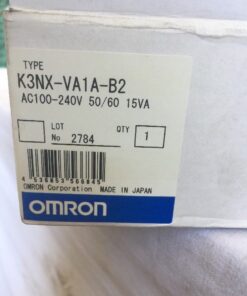 TYPE
K3NX-VA1A-B2
AC100-240V 50/60 15VA
LOT
No 2784
QTY 1
OMRON Corporation MADE IN JAPAN
OMRON